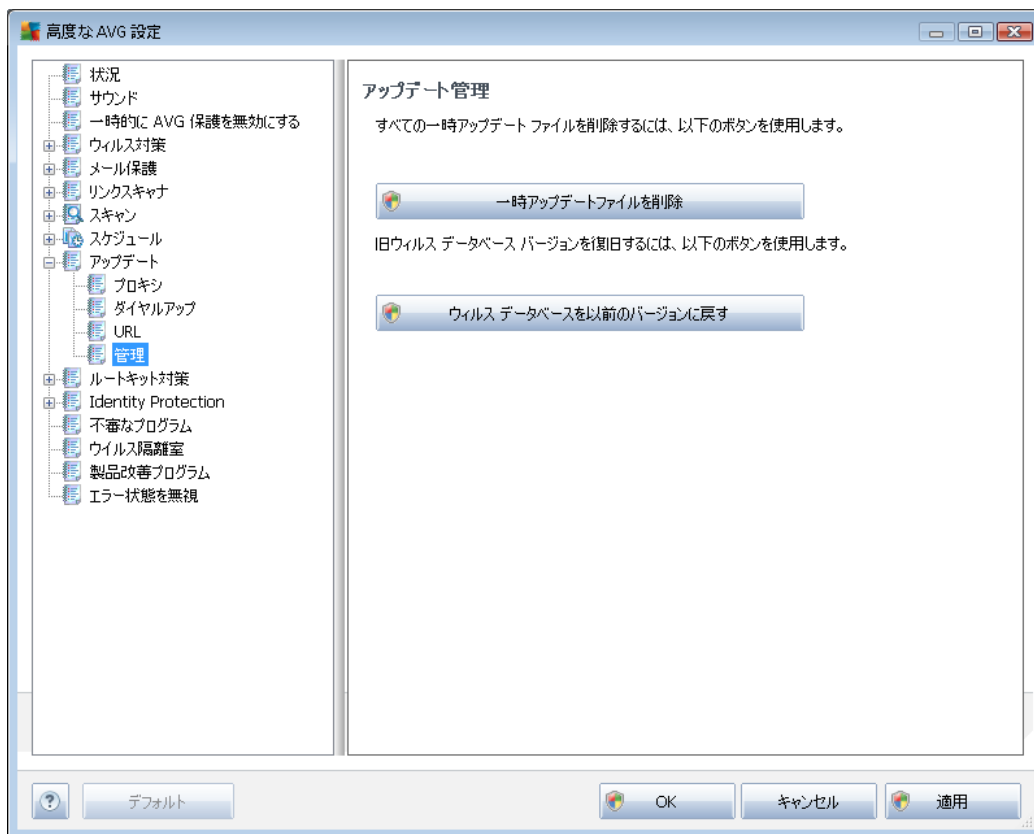 高度な AVG 設定
状況
サウンド
一時的に AVG 保護を無効にする
ウィルス対策
メール保護
リンクスキャナ
スキャン
スケジュール
アップデート
プロキシ
ダイヤルアップ
URL
管理
ルートキット対策
Identity Protection
不審なプログラム
ウイルス隔離室
製品改善プログラム
エラー状態を無視
アップデート管理
すべての一時アップデート ファイルを削除するには、以下のボタンを使用します。
一時アップデートファイルを削除
旧ウィルス データベース バージョンを復旧するには、以下のボタンを使用します。
ウィルス データベースを以前のバージョンに戻す
?
デフォルト
OK
キャンセル
適用